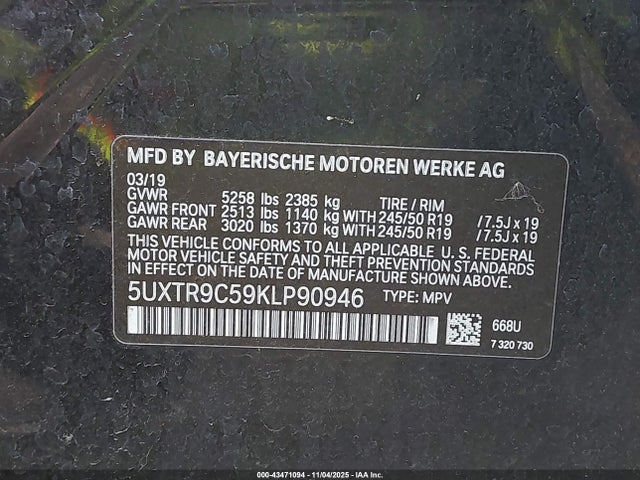 MFD BY BAYERISCHE MOTOREN WERKE AG
03/19
GVWR 5258 lbs 2385 kg TIRE / RIM
GAWR FRONT 2513 lbs 1140 kg WITH 245/50 R19 /7.5J x 19
GAWR REAR 3020 lbs 1370 kg WITH 245/50 R19 /7.5J x 19
THIS VEHICLE CONFORMS TO ALL APPLICABLE U. S. FEDERAL
MOTOR VEHICLE SAFETY AND THEFT PREVENTION STANDARDS
IN EFFECT ON THE DATE OF MANUFACTURE SHOWN ABOVE.
5UXTR9C59KLP90946 TYPE: MPV
668U
7 320 730
000-43471094 - 11/04/2025 - IAA Inc.